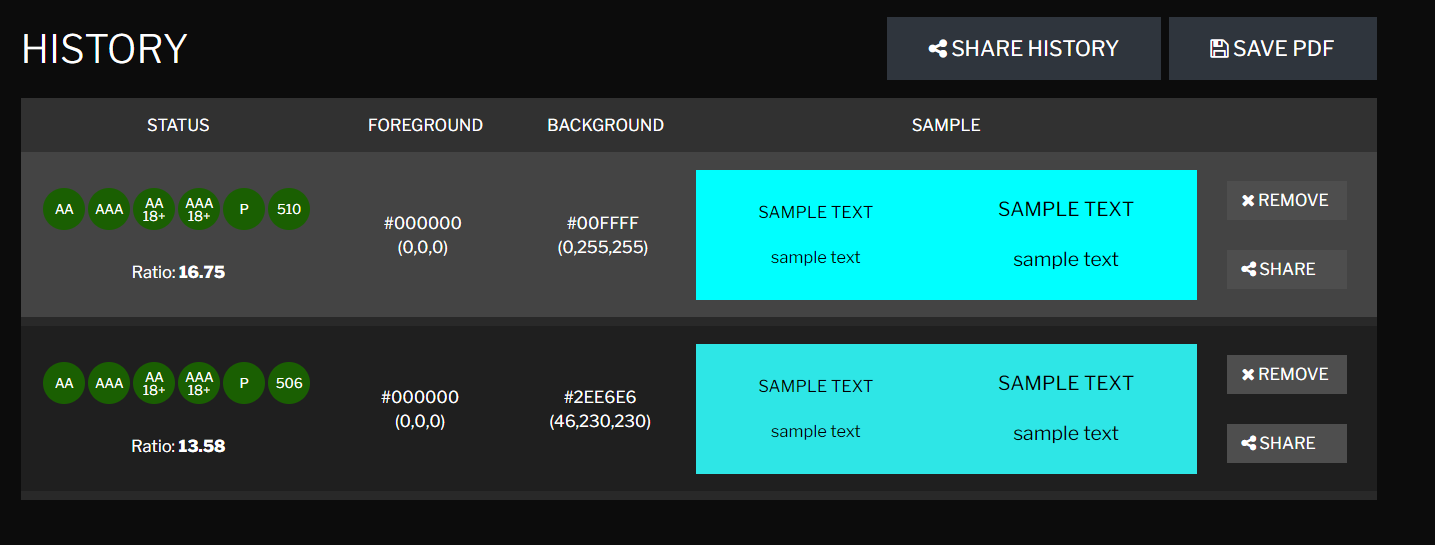 HISTORY
SHARE HISTORY
SAVE PDF
STATUS FOREGROUND BACKGROUND SAMPLE
AA AAA AA 18+ AAA 18+ P 510
Ratio: 16.75
#000000
(0,0,0)
#00FFFF
(0,255,255)
SAMPLE TEXT
sample text
SAMPLE TEXT
sample text
REMOVE
SHARE
AA AAA AA 18+ AAA 18+ P 506
Ratio: 13.58
#000000
(0,0,0)
#2EE6E6
(46,230,230)
SAMPLE TEXT
sample text
SAMPLE TEXT
sample text
REMOVE
SHARE